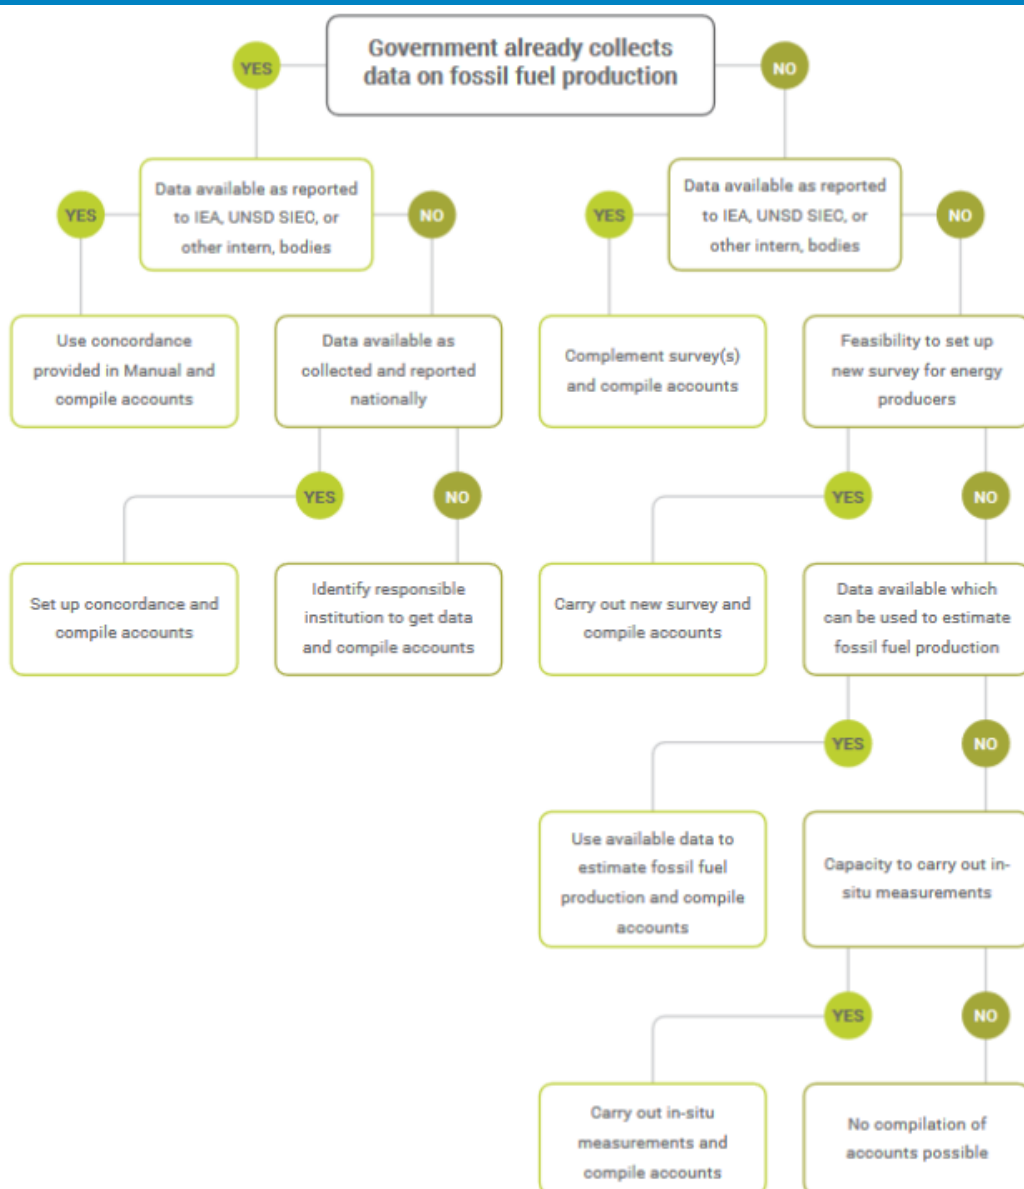 Government already collects
data on fossil fuel production
YES
NO
Data available as reported
to IEA, UNSD SIEC, or
other intern, bodies
YES
NO
Data available as reported
to IEA, UNSD SIEC, or
other intern, bodies
YES
NO
Use concordance
provided in Manual and
compile accounts
Data available as
collected and reported
nationally
Complement survey(s)
and compile accounts
Feasibility to set up
new survey for energy
producers
YES
NO
YES
NO
Set up concordance and
compile accounts
Identify responsible
institution to get data
and compile accounts
Carry out new survey and
compile accounts
Data available which
can be used to estimate
fossil fuel production
YES
NO
Use available data to
estimate fossil fuel
production and compile
accounts
Capacity to carry out in-
situ measurements
YES
NO
Carry out in-situ
measurements and
compile accounts
No compilation of
accounts possible